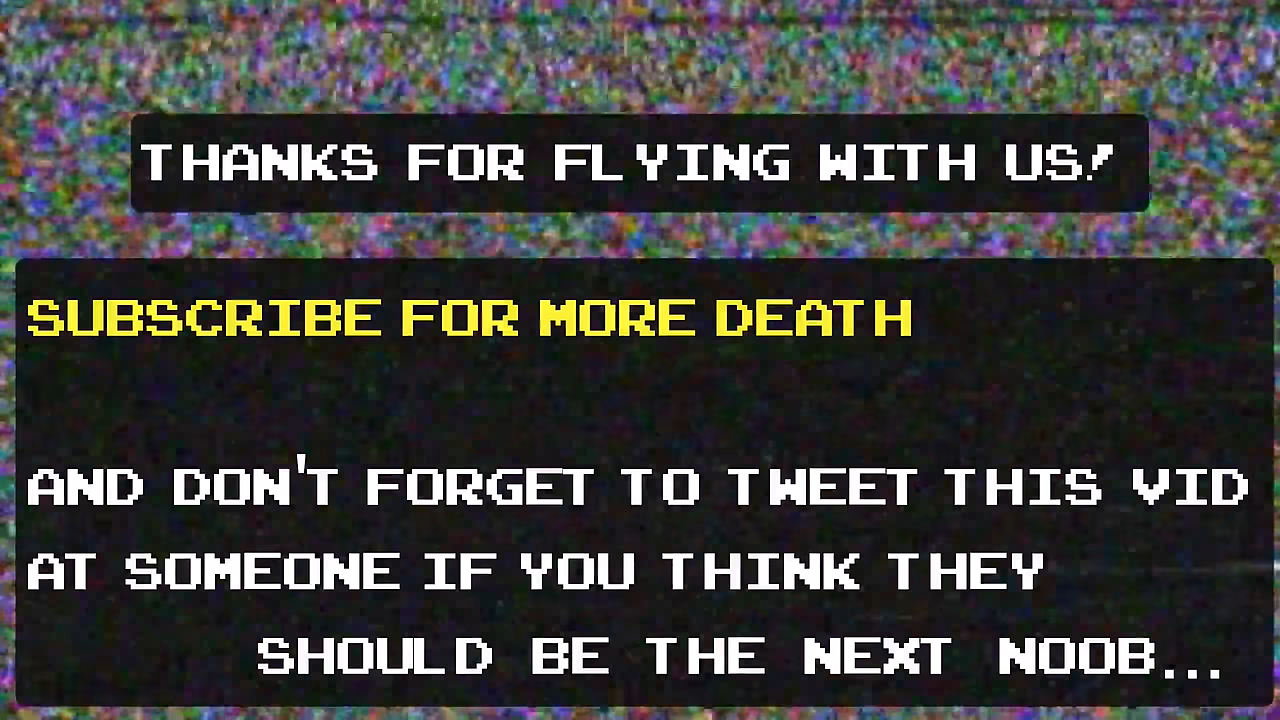 THANKS FOR FLYING WITH US!
SUBSCRIBE FOR MORE DEATH
AND DON'T FORGET TO TWEET THIS VID
AT SOMEONE IF YOU THINK THEY
SHOULD BE THE NEXT NOOB...